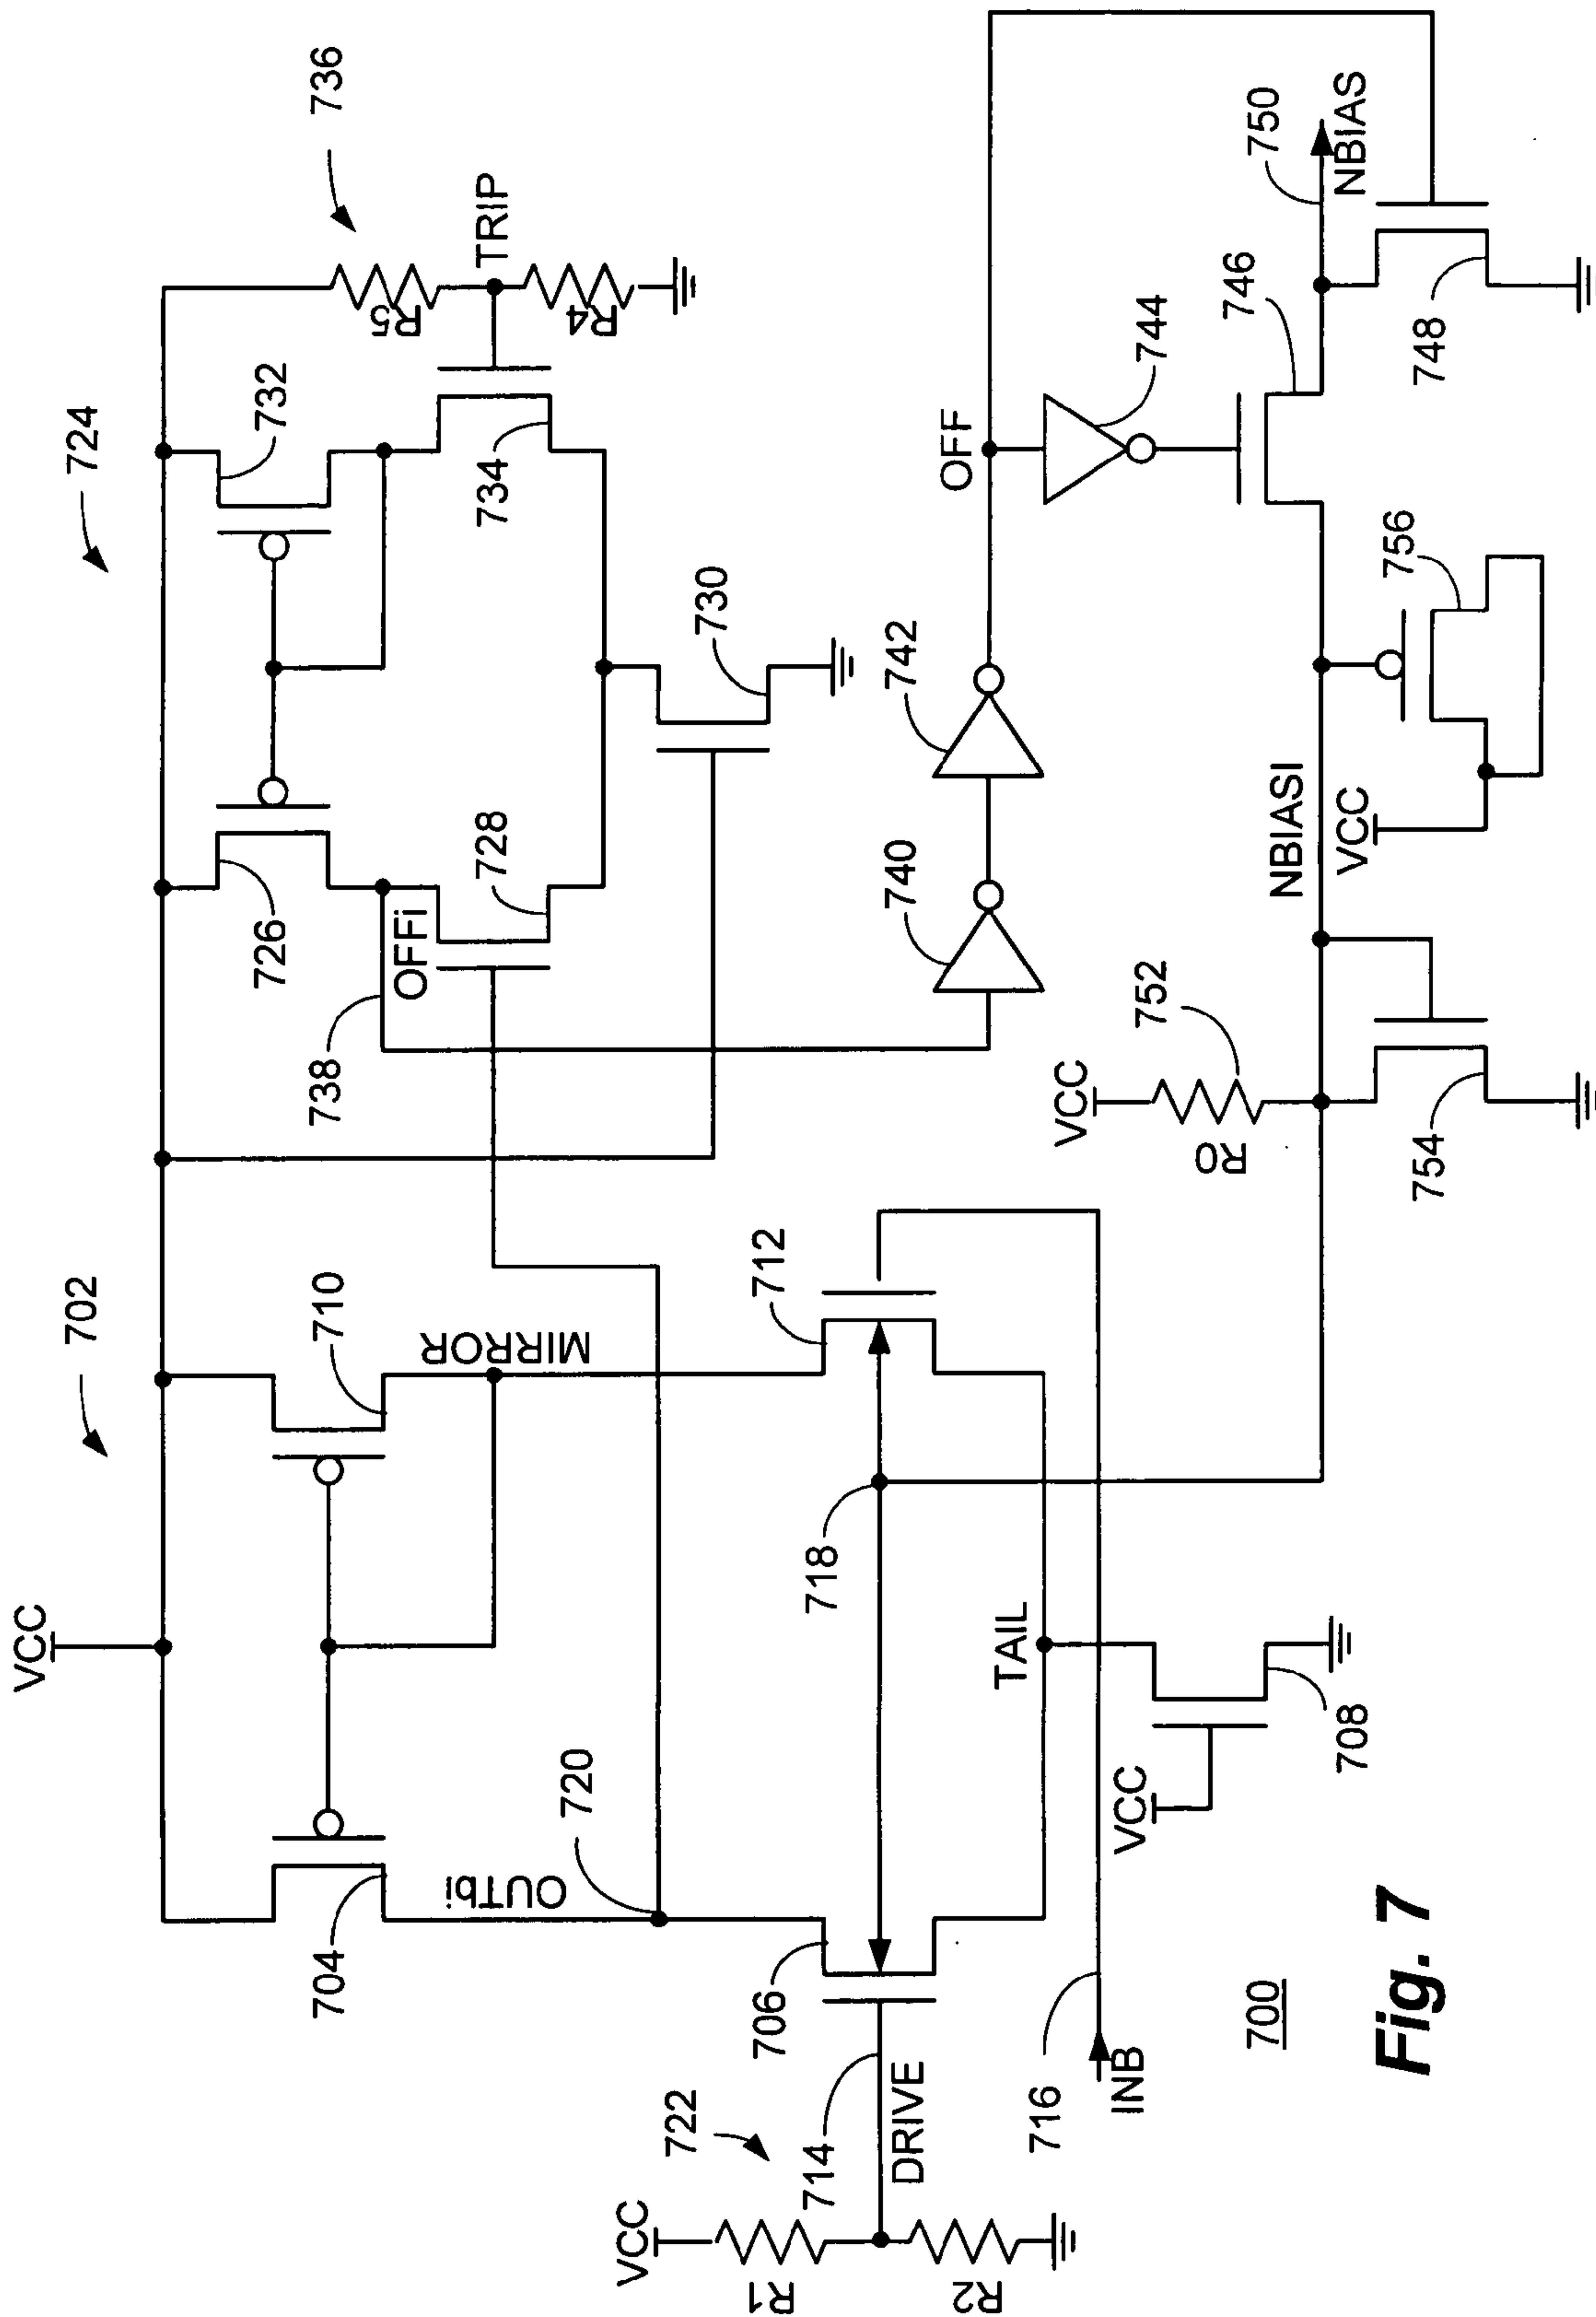 VCC
702
724
736
704
710
MIRROR
OUTbi
720
726
OFFi
738
728
732
734
R5
TRIP
R4
730
722
VCC
R1
R2
714
DRIVE
706
712
718
TAIL
716
INB
VCC
708
740
742
OFF
744
VCC
752
R0
754
NBIASI
VCC
756
746
750
NBIAS
748
700
Fig. 7